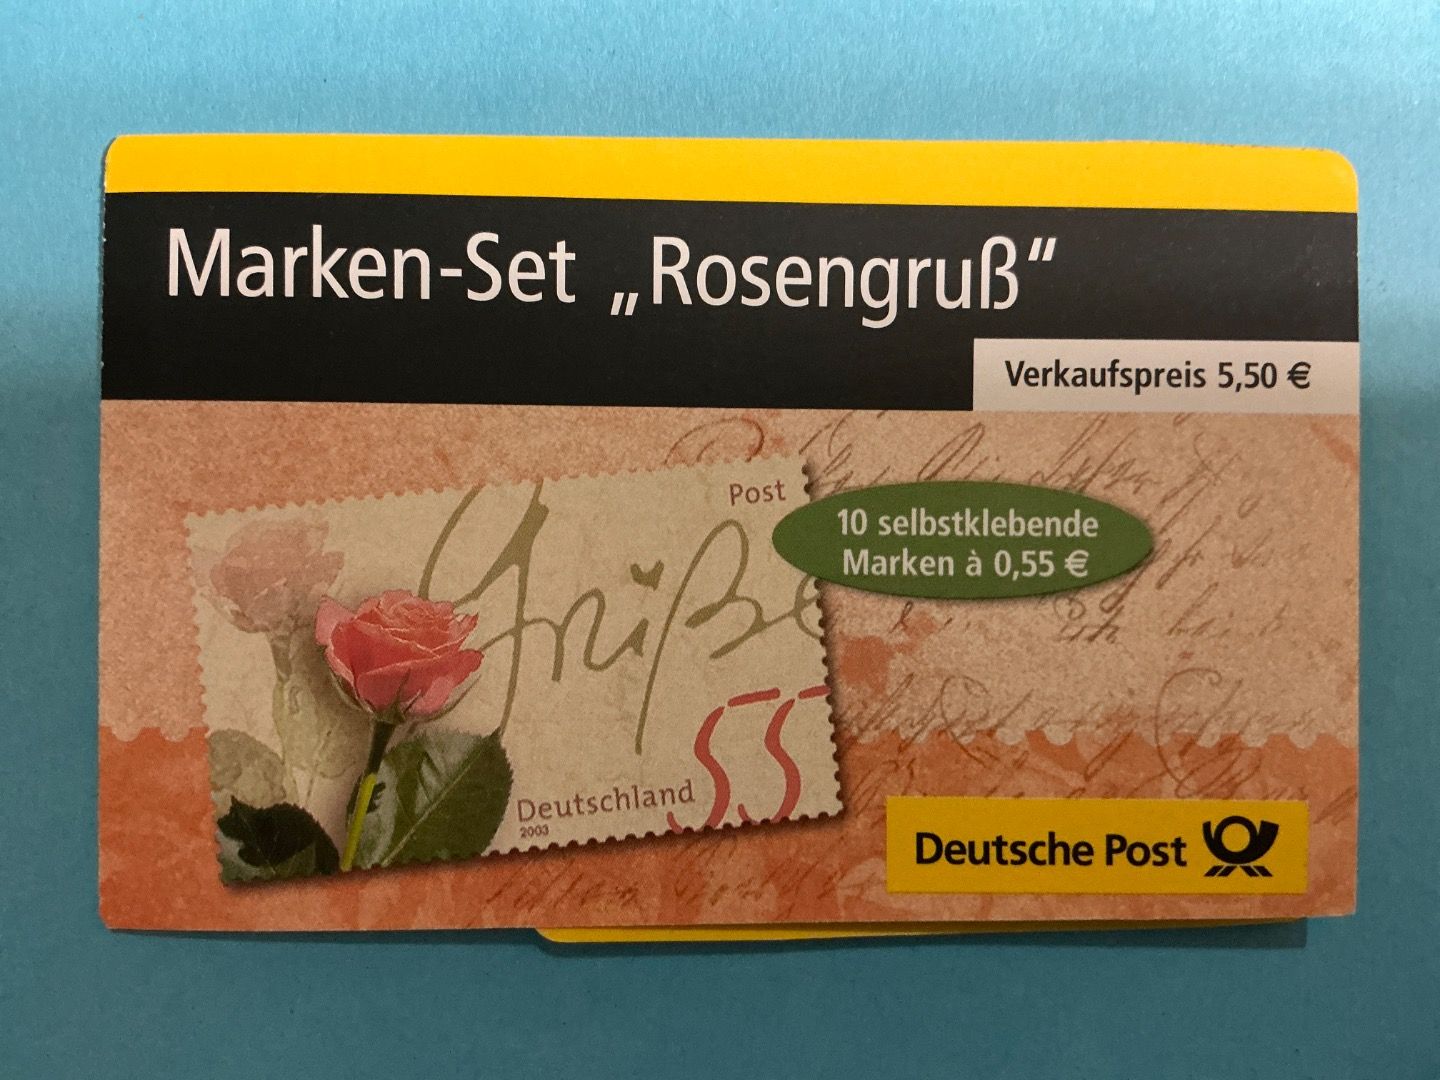 Marken-Set „Rosengruß“
Verkaufspreis 5,50 €
Post
10 selbstklebende
Marken à 0,55 €
Grüße
55
Deutschland
2003
Deutsche Post